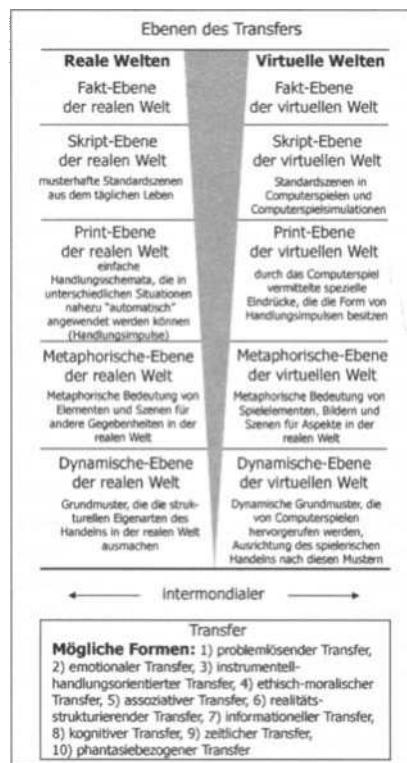 Ebenen des Transfers
Reale Welten
Fakt-Ebene
der realen Welt
Skript-Ebene
der realen Welt
musterhafte Standardszenen
aus dem täglichen Leben
Print-Ebene
der realen Welt
einfache
Handlungsschemata, die in
unterschiedlichen Situationen
nahezu "automatisch"
angewendet werden können
(Handlungsimpulse)
Metaphorische-Ebene
der realen Welt
Metaphorische Bedeutung von
Elementen und Szenen für
andere Gegebenheiten in der
realen Welt
Dynamische-Ebene
der realen Welt
Grundmuster, die die struk-
turellen Eigenarten des
Handelns in der realen Welt
ausmachen
Virtuelle Welten
Fakt-Ebene
der virtuellen Welt
Skript-Ebene
der virtuellen Welt
Standardszenen in
Computerspielen und
Computerspielsimulationen
Print-Ebene
der virtuellen Welt
durch das Computerspiel
vermittelte spezielle
Eindrücke, die die Form von
Handlungsimpulsen besitzen
Metaphorische-Ebene
der virtuellen Welt
Metaphorische Bedeutung von
Spielelementen, Bildern und
Szenen für Aspekte in der
realen Welt
Dynamische-Ebene
der virtuellen Welt
Dynamische Grundmuster, die
von Computerspielen
hervorgerufen werden,
Ausrichtung des spielerischen
Handelns nach diesen Mustern
intermondialer
Transfer
Mögliche Formen: 1) problemlösender Transfer,
2) emotionaler Transfer, 3) instrumentell-
handlungsorientierter Transfer, 4) ethisch-moralischer
Transfer, 5) assoziativer Transfer, 6) realitäts-
strukturierender Transfer, 7) informationeller Transfer,
8) kognitiver Transfer, 9) zeitlicher Transfer,
10) phantasiebezogener Transfer